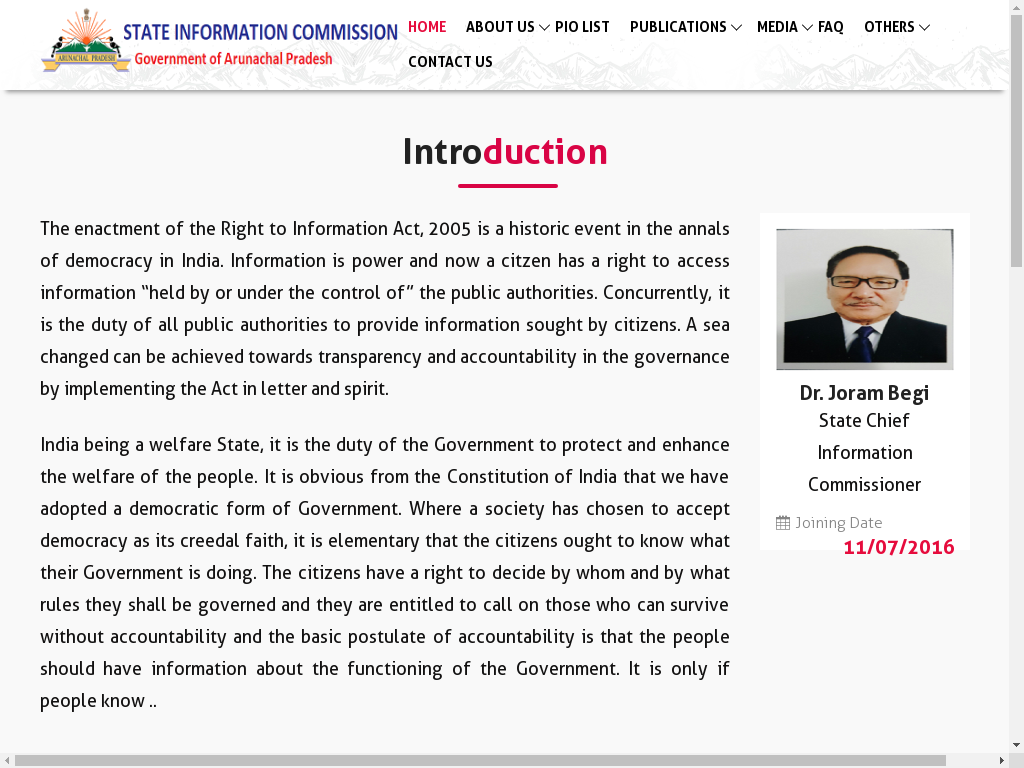 STATE INFORMATION COMMISSION
Government of Arunachal Pradesh
ARUNACHAL PRADESH
HOME ABOUT US PIO LIST PUBLICATIONS MEDIA FAQ OTHERS
CONTACT US
Introduction
The enactment of the Right to Information Act, 2005 is a historic event in the annals
of democracy in India. Information is power and now a citzen has a right to access
information “held by or under the control of” the public authorities. Concurrently, it
is the duty of all public authorities to provide information sought by citizens. A sea
changed can be achieved towards transparency and accountability in the governance
by implementing the Act in letter and spirit.
India being a welfare State, it is the duty of the Government to protect and enhance
the welfare of the people. It is obvious from the Constitution of India that we have
adopted a democratic form of Government. Where a society has chosen to accept
democracy as its creedal faith, it is elementary that the citizens ought to know what
their Government is doing. The citizens have a right to decide by whom and by what
rules they shall be governed and they are entitled to call on those who can survive
without accountability and the basic postulate of accountability is that the people
should have information about the functioning of the Government. It is only if
people know ..
Dr. Joram Begi
State Chief
Information
Commissioner
Joining Date
11/07/2016